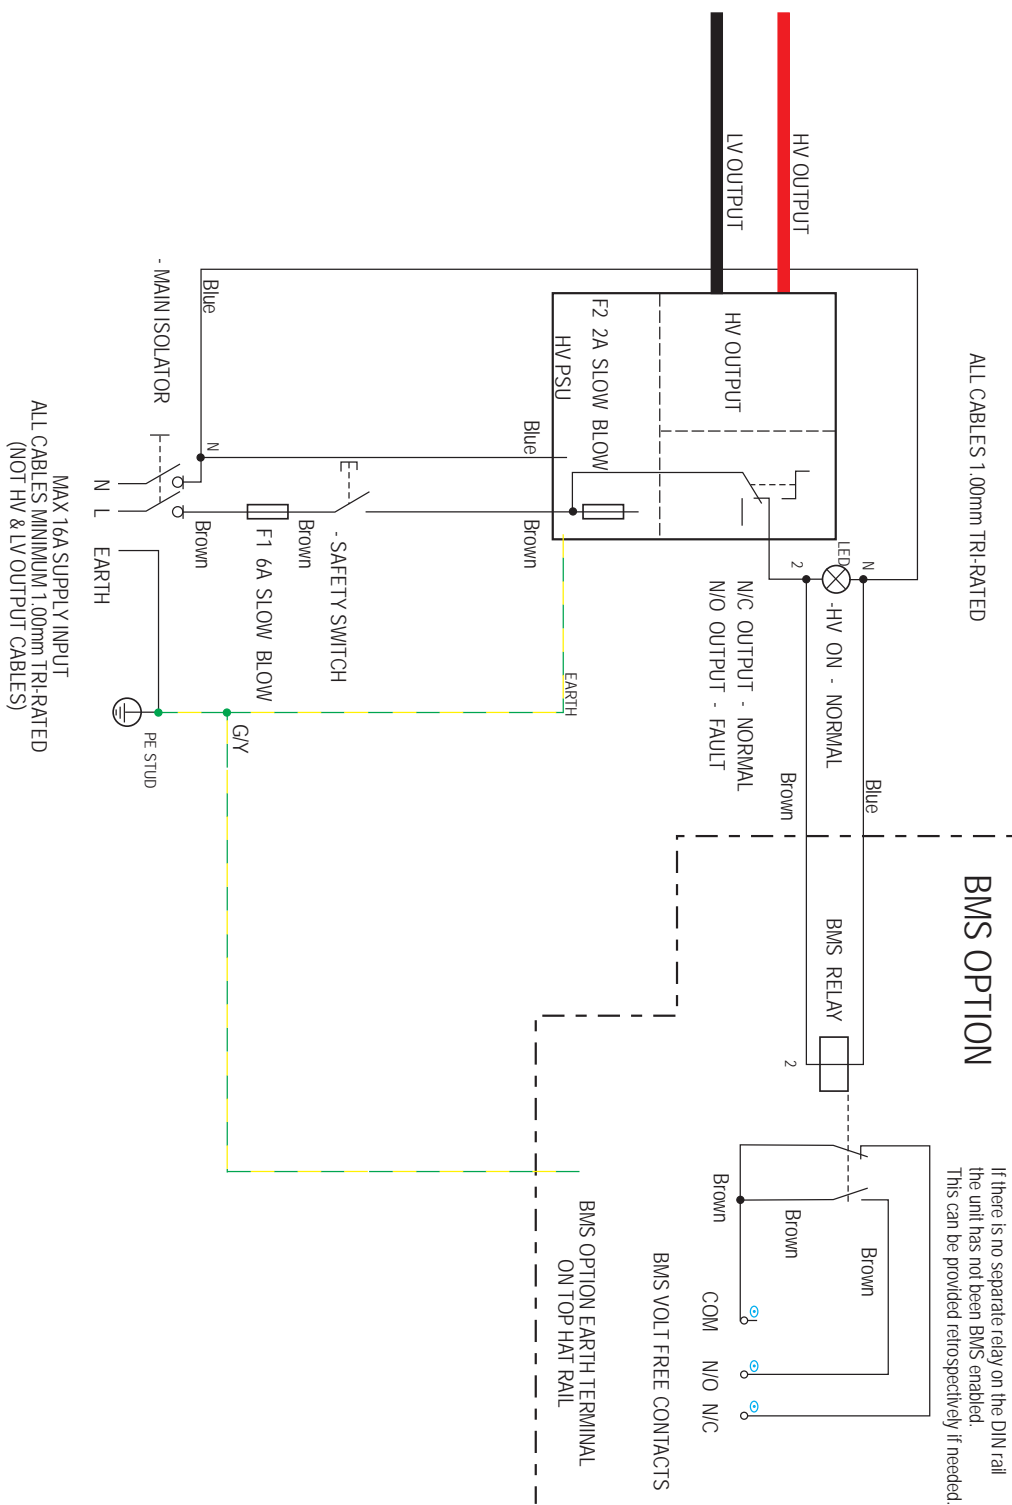 ALL CABLES 1.00mm TRI-RATED
BMS OPTION
If there is no separate relay on the DIN rail
the unit has not been BMS enabled.
This can be provided retrospectively if needed.
HV OUTPUT
LV OUTPUT
HV OUTPUT
F2 2A SLOW BLOW
HV PSU
LED
N
2
-HV ON - NORMAL
N/C OUTPUT - NORMAL
N/O OUTPUT - FAULT
Blue
Brown
BMS RELAY
2
Brown
Brown
Brown
COM
N/O
N/C
BMS VOLT FREE CONTACTS
BMS OPTION EARTH TERMINAL
ON TOP HAT RAIL
Blue
Brown
EARTH
- SAFETY SWITCH
Brown
F1 6A SLOW BLOW
Blue
N
Brown
G/Y
- MAIN ISOLATOR
PE STUD
N
L
EARTH
MAX 16A SUPPLY INPUT
ALL CABLES MINIMUM 1.00mm TRI-RATED
(NOT HV & LV OUTPUT CABLES)